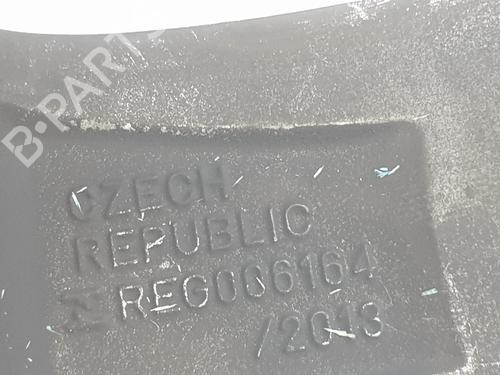 B-PARTS
CZECH
REPUBLIC
REG006164
/2013